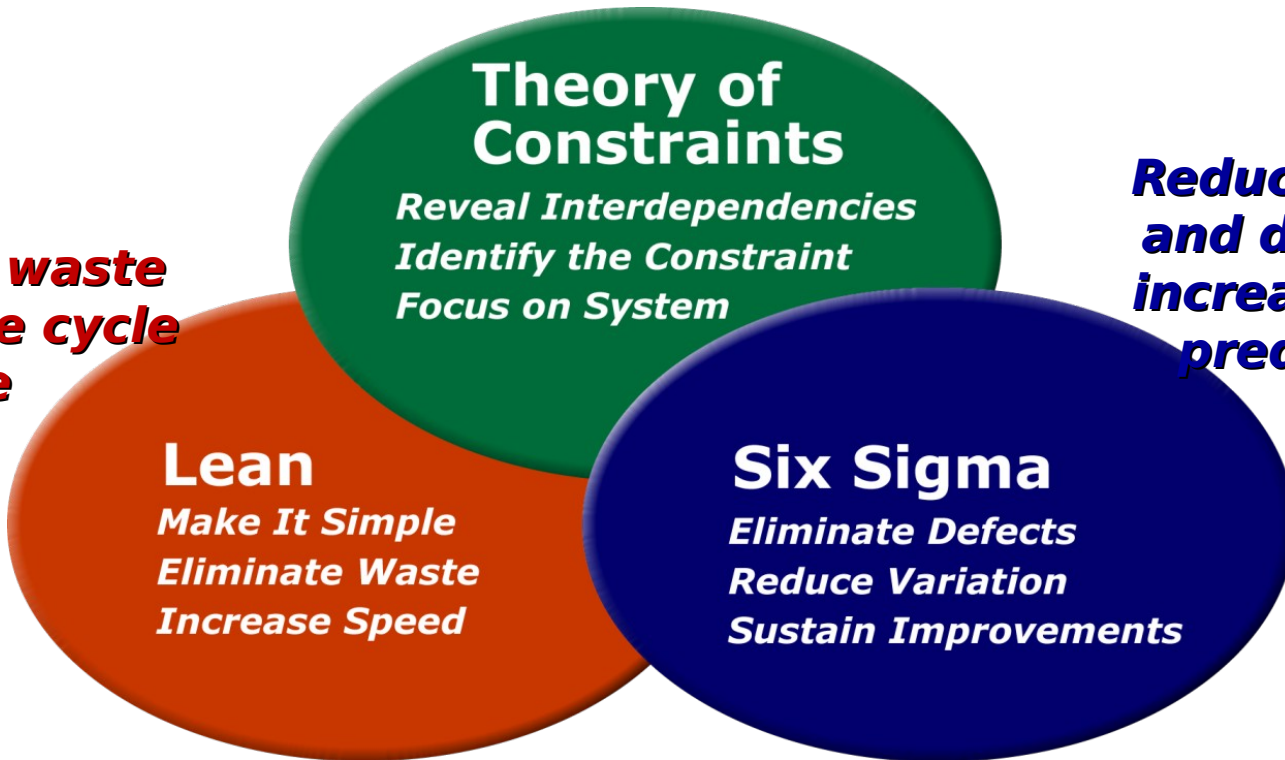 Theory of
Constraints
Reveal Interdependencies
Identify the Constraint
Focus on System
waste
cycle
Lean
Make It Simple
Eliminate Waste
Increase Speed
and
Six Sigma
Eliminate Defects
Reduce Variation
Sustain Improvements